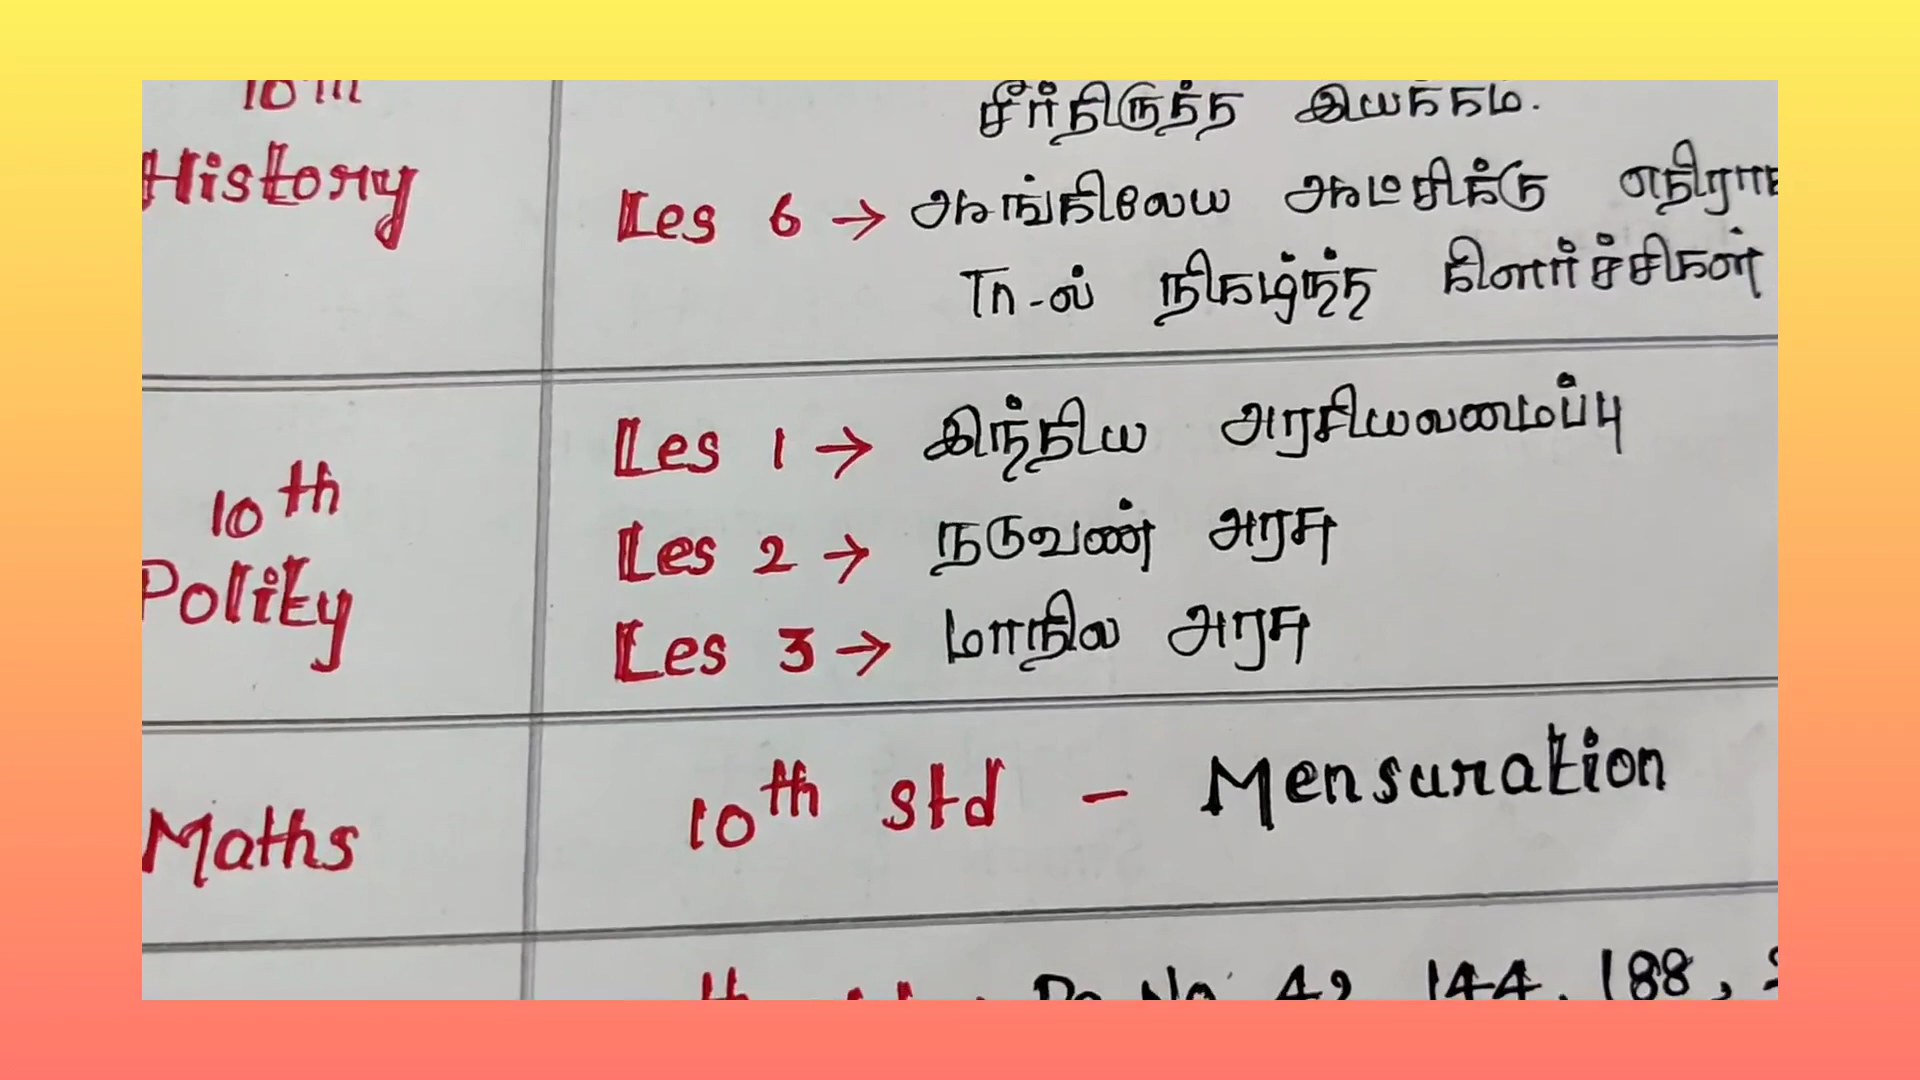 10th
History
சீர்திருத்த இயக்கம்.
Les 6 → ஆங்கிலேய ஆட்சிக்கு
Tn-ல் நிகழ்ந்த கிளர்ச்சிகள்
10th
Polity
Les 1 → இந்திய அரசியலமைப்பு
Les 2 → நடுவண் அரசு
Les 3 → மாநில அரசு
Maths
10th std - Mensuration
144, 188,